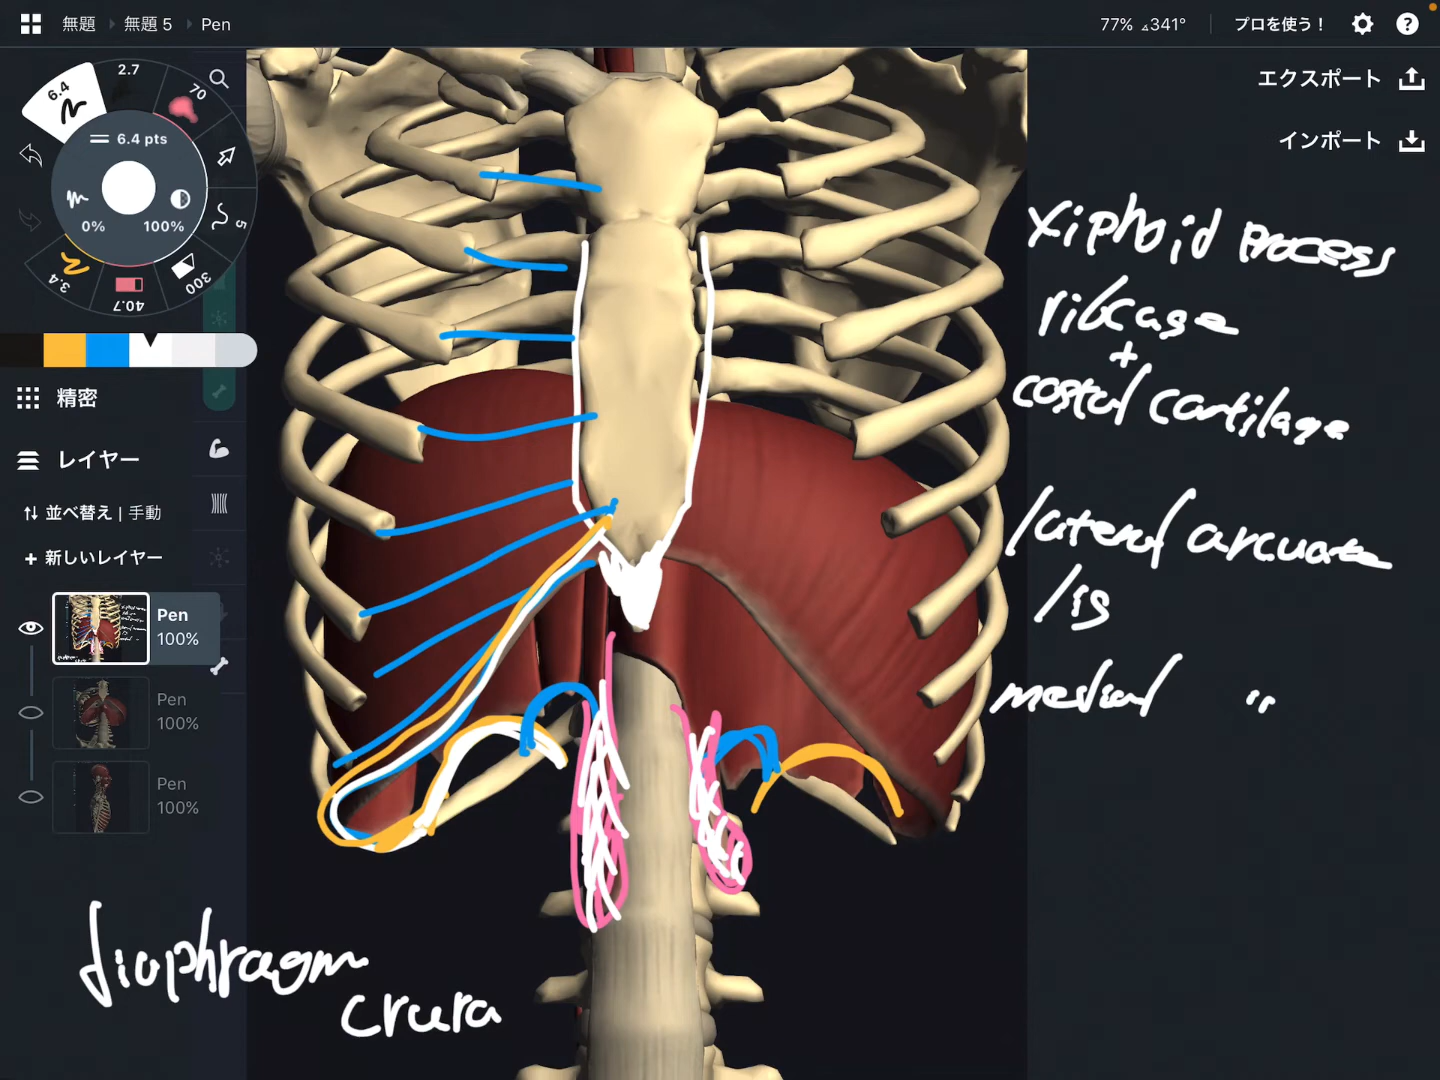 無題 無題 5 Pen
77% ⊿341° プロを使う！
エクスポート
インポート
6.4
2.7
70
5
300
40.7
3.4
6.4 pts
0% 100%
精密
レイヤー
並べ替え | 手動
+ 新しいレイヤー
Pen
100%
Pen
100%
Pen
100%
xiphoid process
ribcage
+
costal cartilage
lateral arcuate
lig
medial 〃
diaphragm
crura